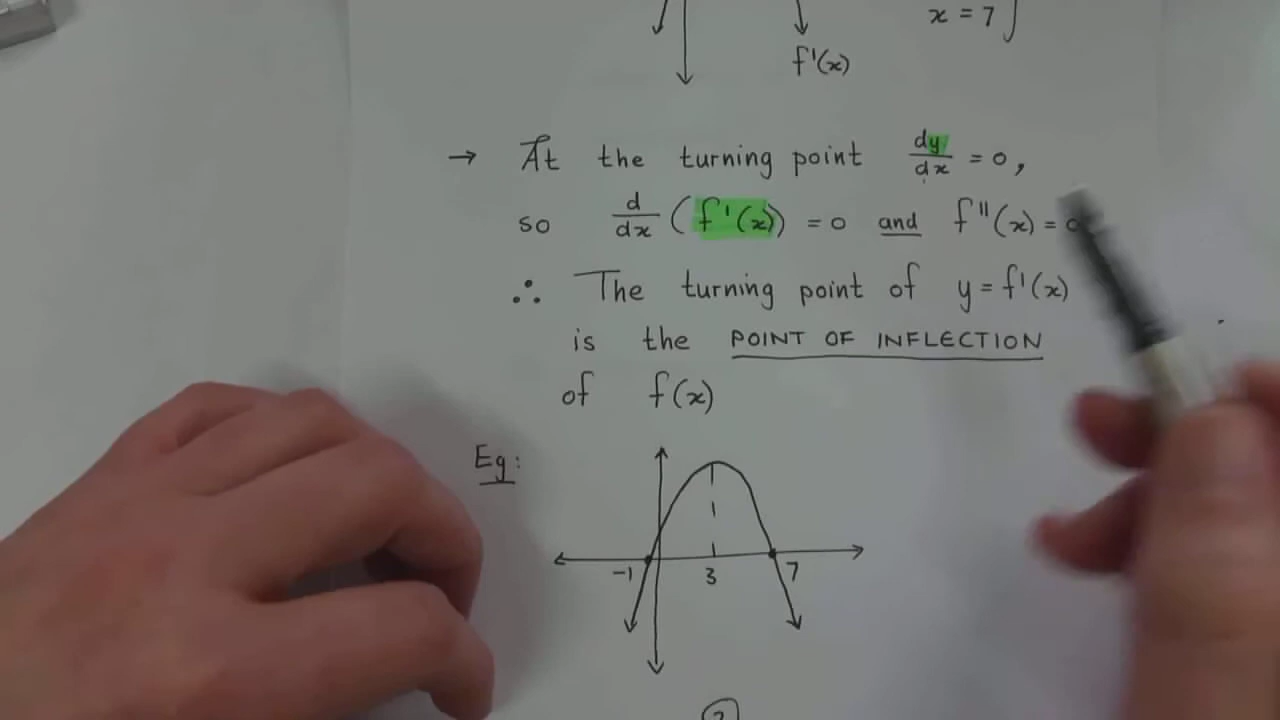 x = 7
f'(x)
→ At the turning point dy/dx = 0,
so d/dx (f'(x)) = 0 and f''(x) = 0
∴ The turning point of y = f'(x)
is the POINT OF INFLECTION
of f(x)
Eg:
-1 3 7